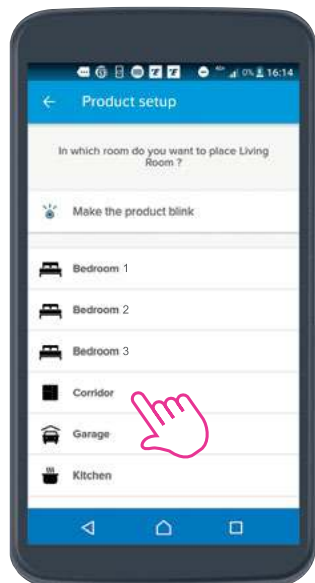 0% 16:14
Product setup
In which room do you want to place Living
Room ?
Make the product blink
Bedroom 1
Bedroom 2
Bedroom 3
Corridor
Garage
Kitchen